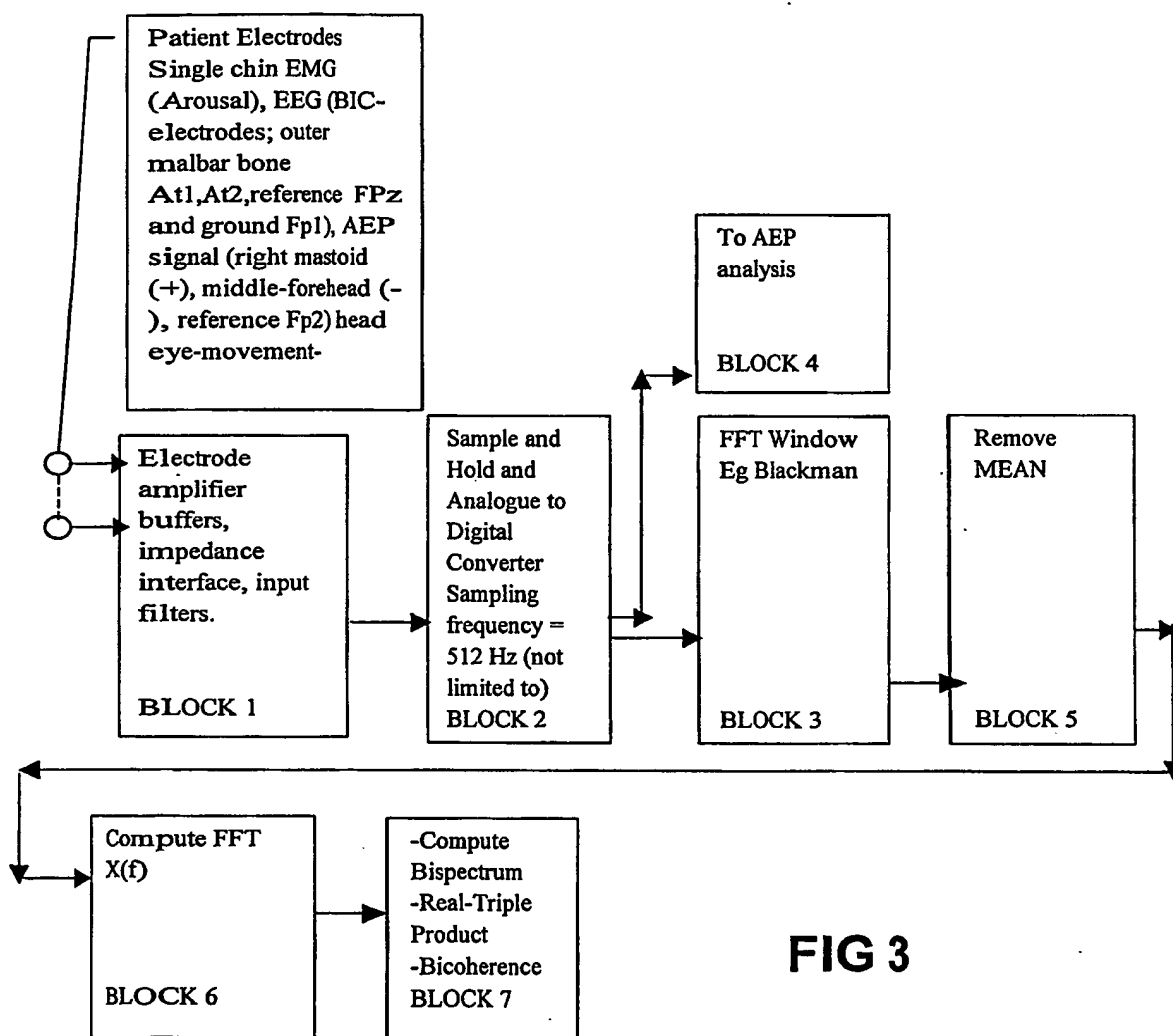 Patient Electrodes
Single chin EMG
(Arousal), EEG (BIC-
electrodes; outer
malbar bone
At1,At2,reference FPz
and ground Fp1), AEP
signal (right mastoid
(+), middle-forehead (-
), reference Fp2) head
eye-movement-
To AEP
analysis
BLOCK 4
Electrode
amplifier
buffers,
impedance
interface, input
filters.
BLOCK 1
Sample and
Hold and
Analogue to
Digital
Converter
Sampling
frequency =
512 Hz (not
limited to)
BLOCK 2
FFT Window
Eg Blackman
BLOCK 3
Remove
MEAN
BLOCK 5
Compute FFT
X(f)
BLOCK 6
-Compute
Bispectrum
-Real-Triple
Product
-Bicoherence
BLOCK 7
FIG 3